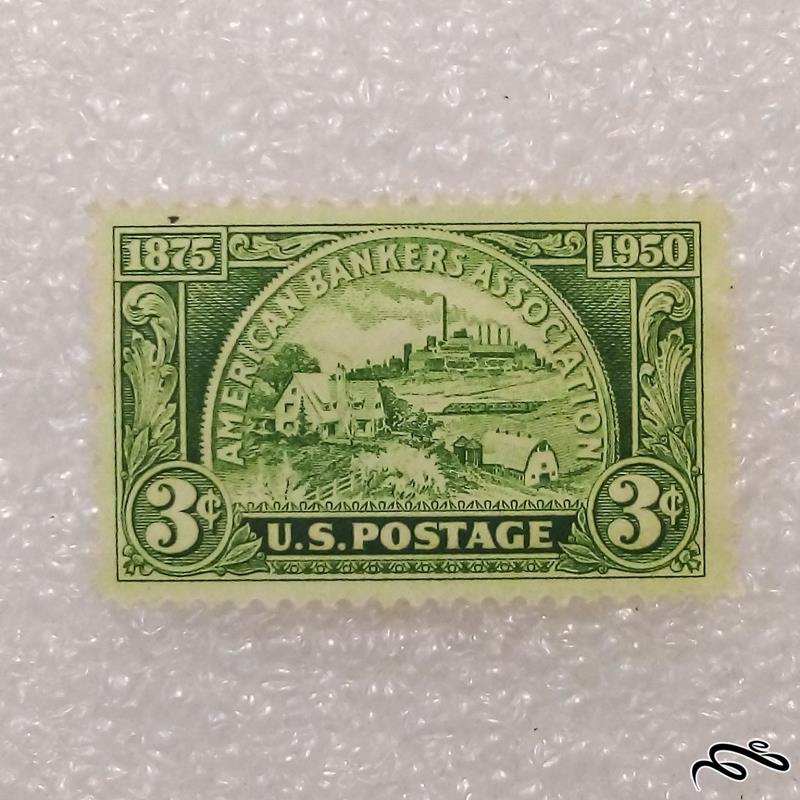 1875 1950
AMERICAN BANKERS ASSOCIATION
3¢ 3¢
U.S.POSTAGE